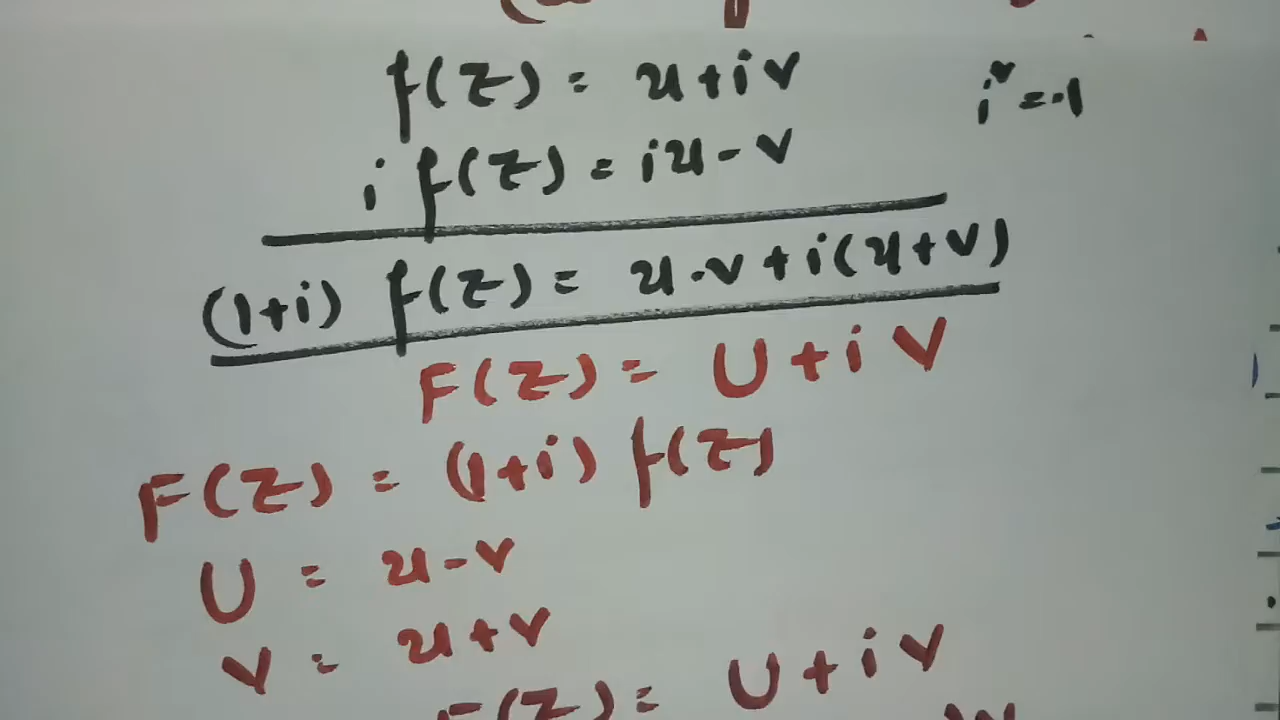 f(z) = u+iv
i² = -1
i f(z) = iu - v
(1+i) f(z) = u-v+i(u+v)
F(z) = U+iV
F(z) = (1+i) f(z)
U = u-v
V = u+v
F(z) = U+iV